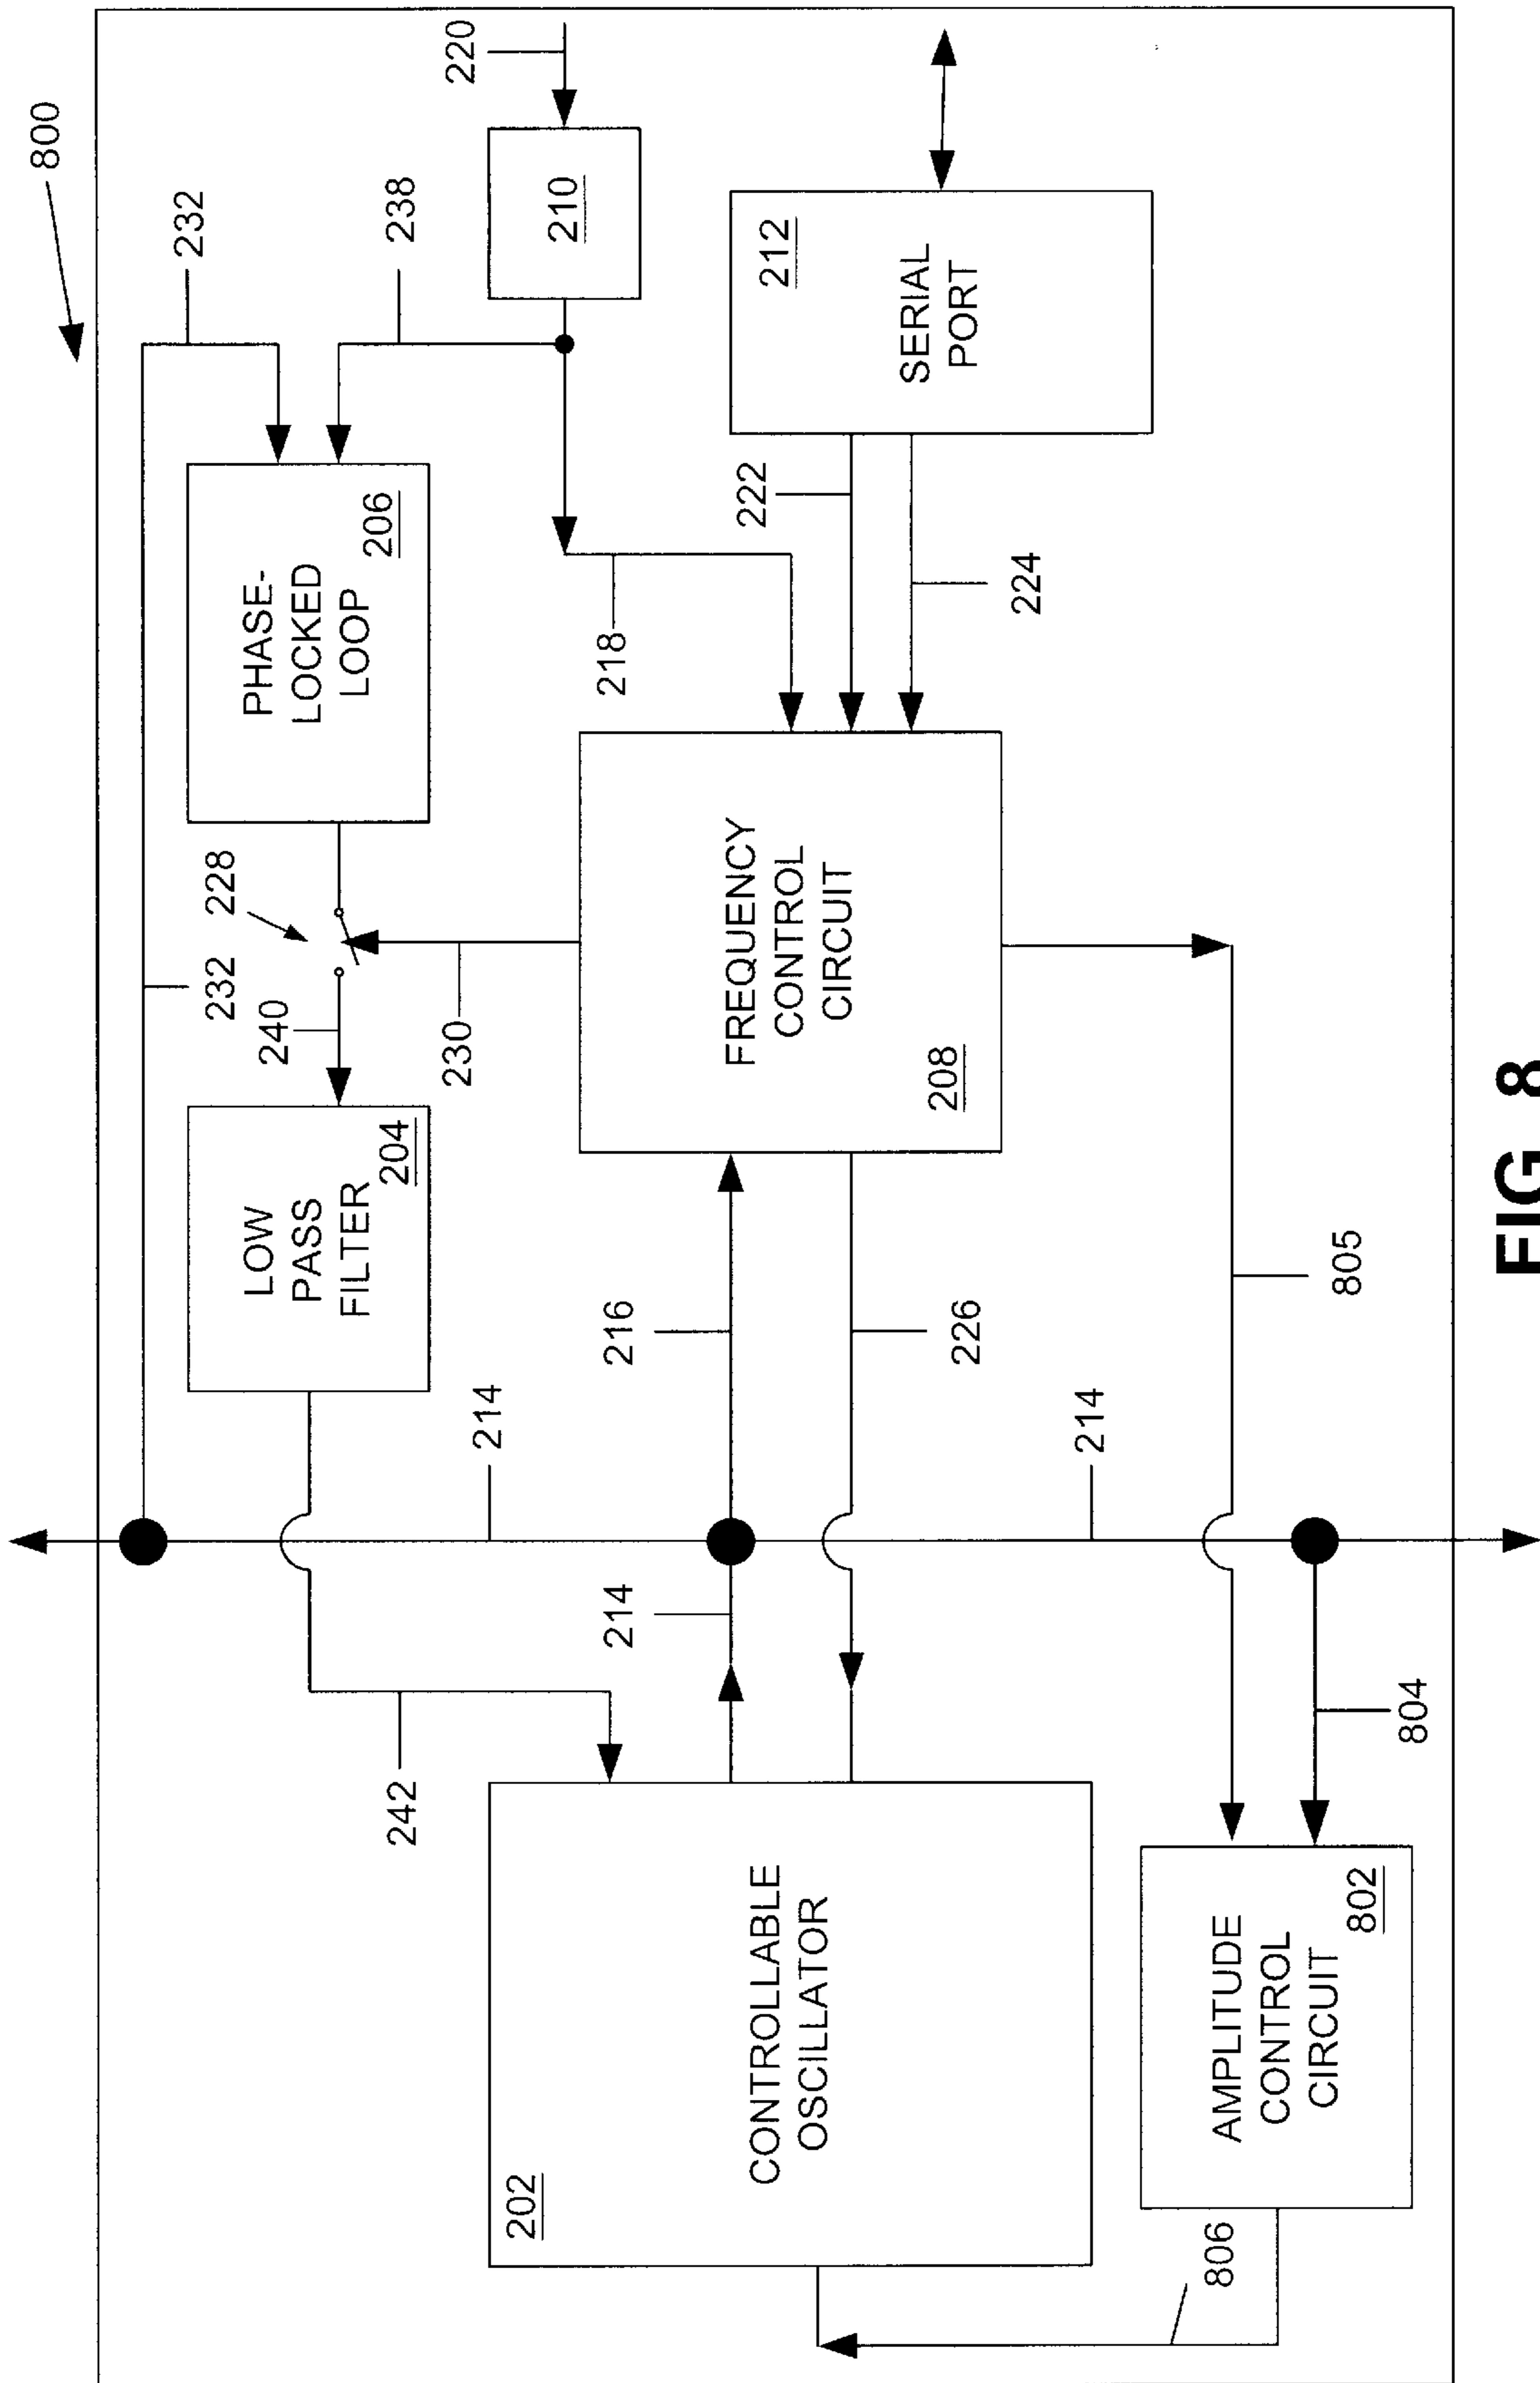 800
232
232
228
LOW
PASS
FILTER
204
PHASE-
LOCKED
LOOP
206
240
242
238
230
220
214
202
CONTROLLABLE
OSCILLATOR
210
214
216
218
222
FREQUENCY
CONTROL
CIRCUIT
208
212
SERIAL
PORT
226
224
214
806
AMPLITUDE
CONTROL
CIRCUIT
802
804
805
FIG 8